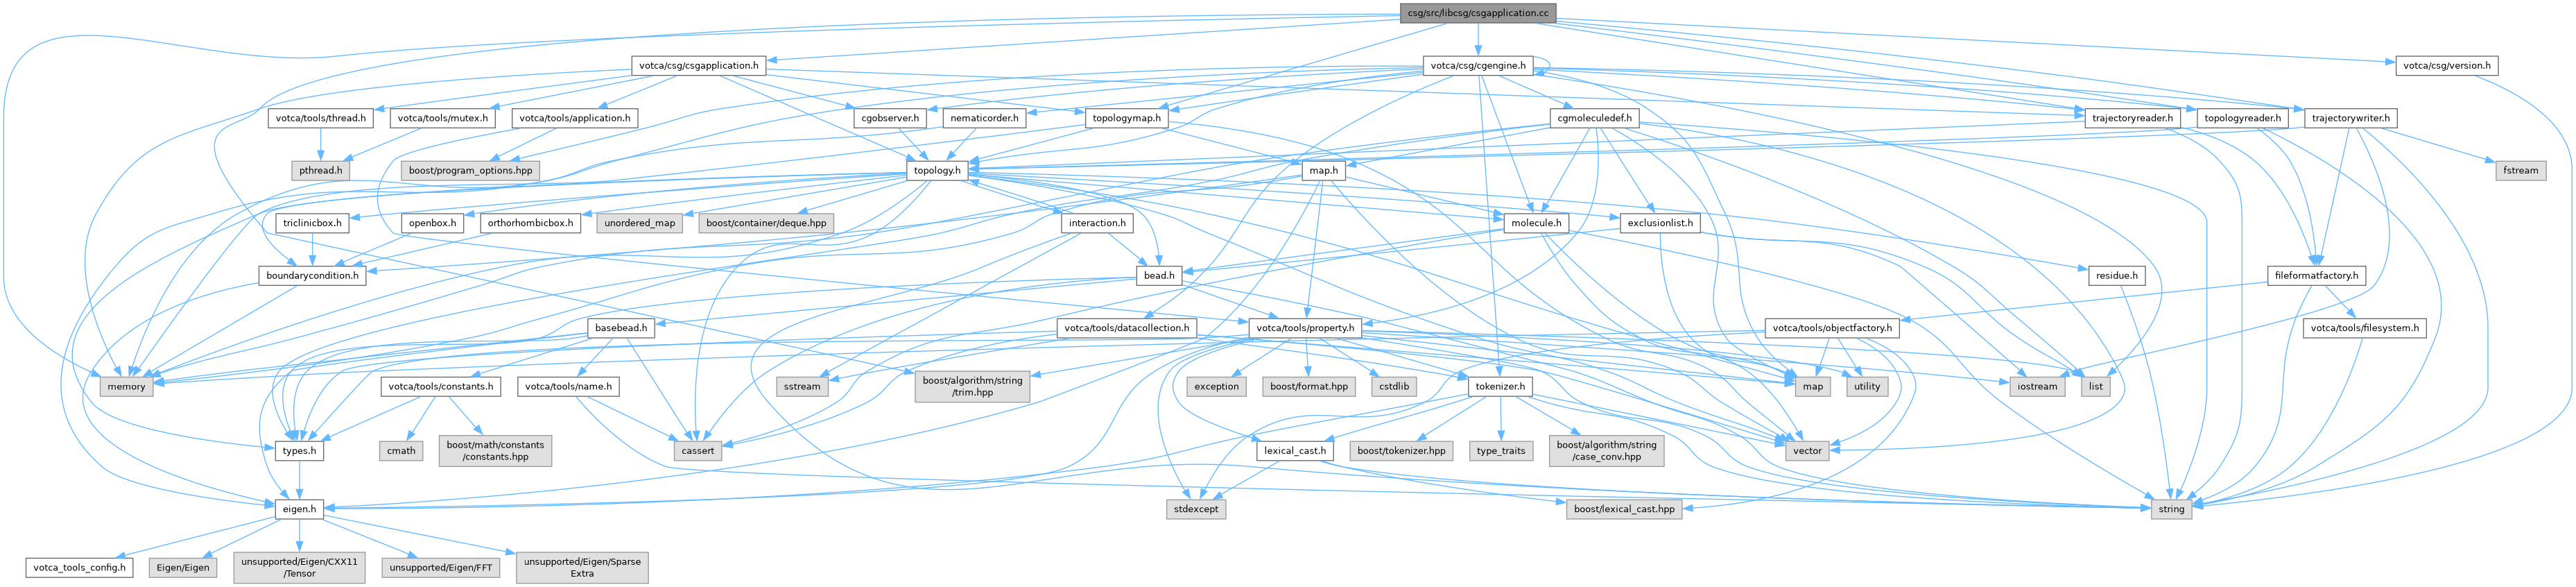 csg/src/libcsg/csgapplication.cc
votca/csg/csgapplication.h
votca/csg/cgengine.h
votca/csg/version.h
votca/tools/thread.h
votca/tools/mutex.h
votca/tools/application.h
cgobserver.h
nematicorder.h
topologymap.h
cgmoleculedef.h
trajectoryreader.h
topologyreader.h
trajectorywriter.h
pthread.h
boost/program_options.hpp
topology.h
map.h
fstream
triclinicbox.h
openbox.h
orthorhombicbox.h
unordered_map
boost/container/deque.hpp
interaction.h
molecule.h
exclusionlist.h
boundarycondition.h
bead.h
residue.h
fileformatfactory.h
basebead.h
votca/tools/datacollection.h
votca/tools/property.h
votca/tools/objectfactory.h
votca/tools/filesystem.h
memory
votca/tools/constants.h
votca/tools/name.h
sstream
boost/algorithm/string
/trim.hpp
exception
boost/format.hpp
cstdlib
tokenizer.h
map
utility
iostream
list
types.h
cmath
boost/math/constants
/constants.hpp
cassert
lexical_cast.h
boost/tokenizer.hpp
type_traits
boost/algorithm/string
/case_conv.hpp
vector
eigen.h
stdexcept
boost/lexical_cast.hpp
string
votca_tools_config.h
Eigen/Eigen
unsupported/Eigen/CXX11
/Tensor
unsupported/Eigen/FFT
unsupported/Eigen/Sparse
Extra